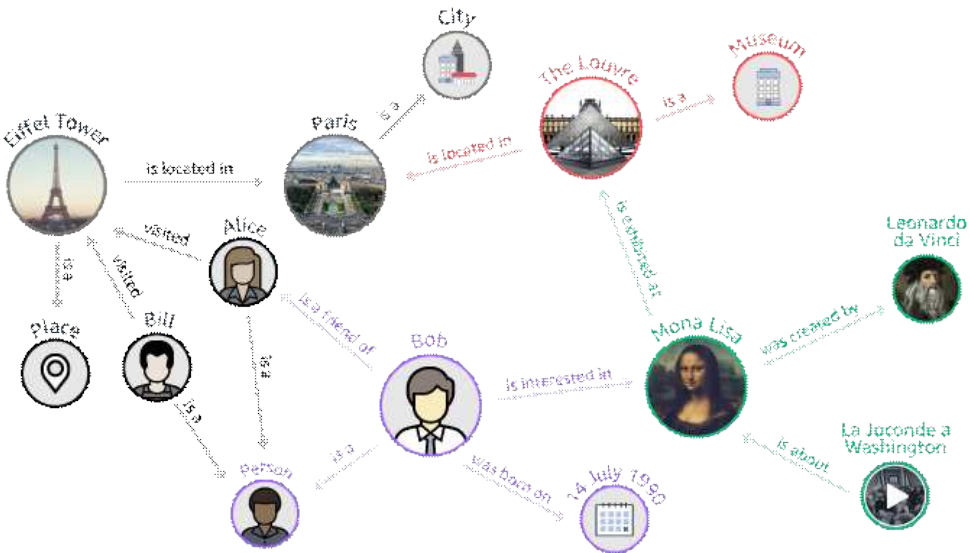 City
The Louvre
Museum
is a
is a
Eiffel Tower
Paris
is located in
is located in
Alice
visited
is exhibited at
Leonardo
da Vinci
is a
visited
Place
Bill
is a friend of
Bob
Mona Lisa
was created by
is a
is interested in
is a
is a
Person
was born on
14 July 1990
is about
La Joconde a
Washington